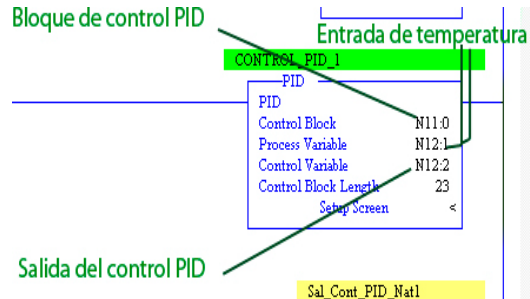 Bloque de control PID
Entrada de temperatura
CONTROL_PID_1
PID
PID
Control Block N11:0
Process Variable N12:1
Control Variable N12:2
Control Block Length 23
Setup Screen <
Salida del control PID
Sal_Cont_PID_Nat1